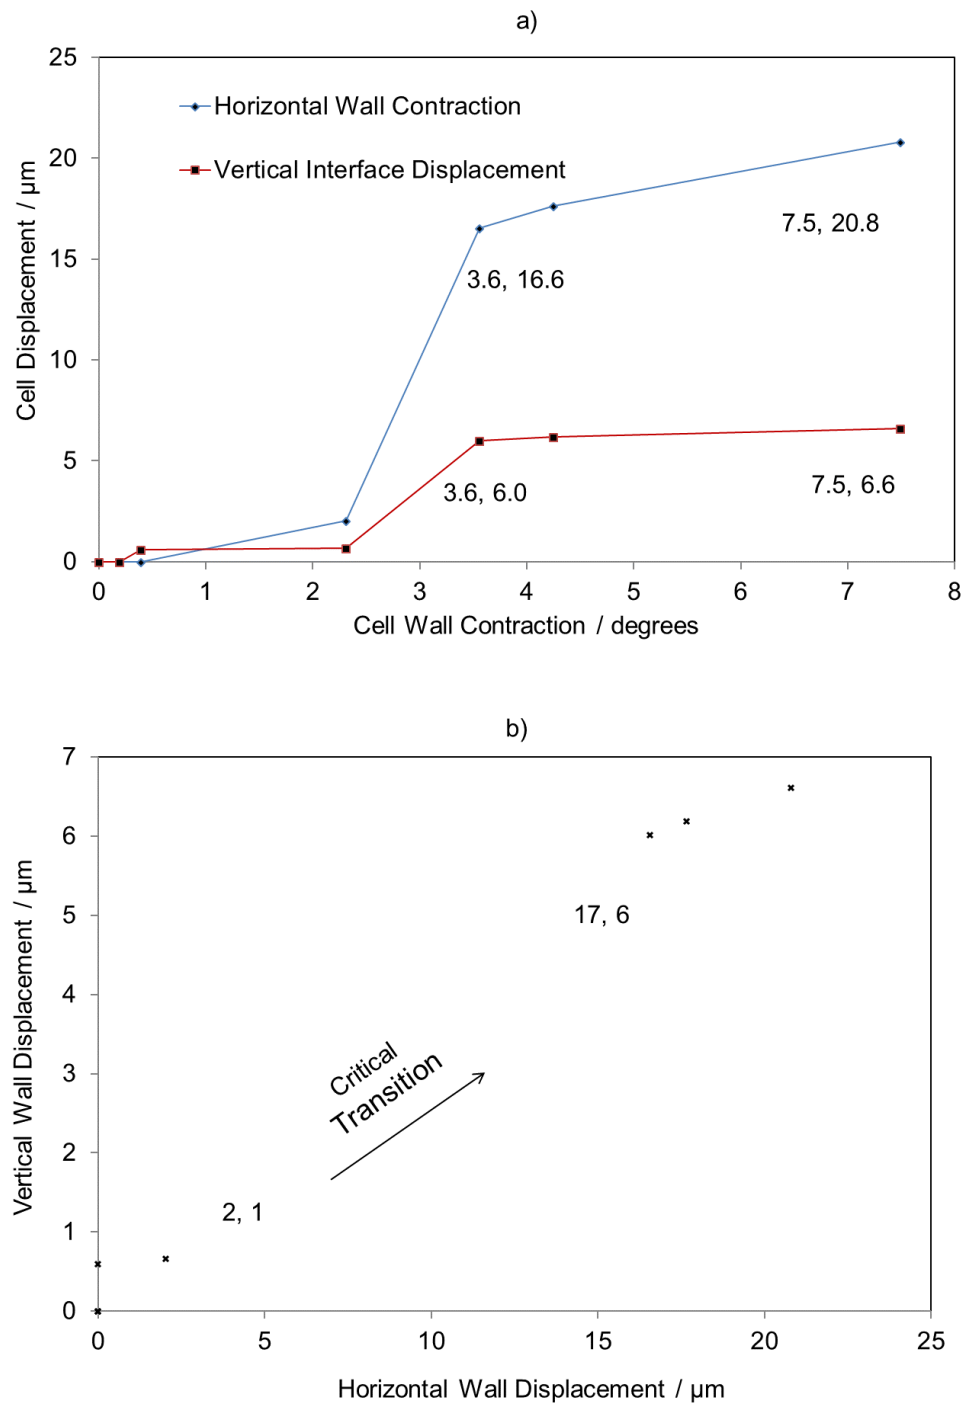 a)
25
20
15
10
5
0
Cell Displacement / μm
Horizontal Wall Contraction
Vertical Interface Displacement
7.5, 20.8
3.6, 16.6
3.6, 6.0
7.5, 6.6
0 1 2 3 4 5 6 7 8
Cell Wall Contraction / degrees
b)
7
6
5
4
3
2
1
0
Vertical Wall Displacement / μm
17, 6
Critical
Transition
2, 1
0 5 10 15 20 25
Horizontal Wall Displacement / μm